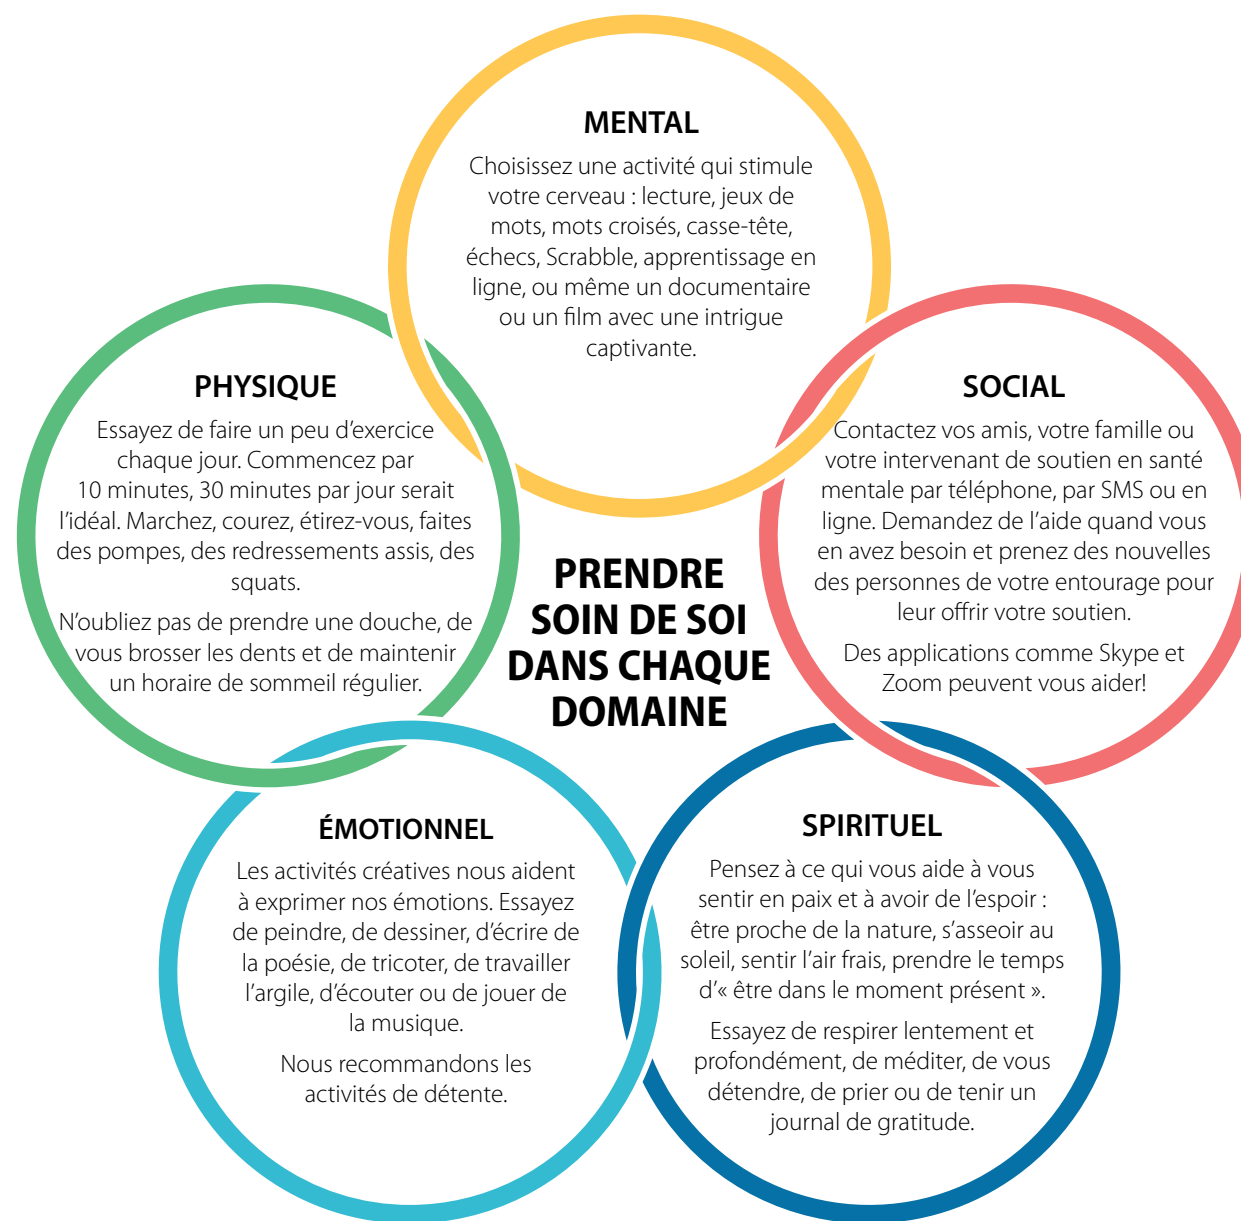 MENTAL
Choisissez une activité qui stimule
votre cerveau : lecture, jeux de
mots, mots croisés, casse-tête,
échecs, Scrabble, apprentissage en
ligne, ou même un documentaire
ou un film avec une intrigue
captivante.
PHYSIQUE
Essayez de faire un peu d’exercice
chaque jour. Commencez par
10 minutes, 30 minutes par jour serait
l’idéal. Marchez, courez, étirez-vous, faites
des pompes, des redressements assis, des
squats.
N’oubliez pas de prendre une douche, de
vous brosser les dents et de maintenir
un horaire de sommeil régulier.
SOCIAL
Contactez vos amis, votre famille ou
votre intervenant de soutien en santé
mentale par téléphone, par SMS ou en
ligne. Demandez de l’aide quand vous
en avez besoin et prenez des nouvelles
des personnes de votre entourage pour
leur offrir votre soutien.
Des applications comme Skype et
Zoom peuvent vous aider!
PRENDRE
SOIN DE SOI
DANS CHAQUE
DOMAINE
ÉMOTIONNEL
Les activités créatives nous aident
à exprimer nos émotions. Essayez
de peindre, de dessiner, d’écrire de
la poésie, de tricoter, de travailler
l’argile, d’écouter ou de jouer de
la musique.
Nous recommandons les
activités de détente.
SPIRITUEL
Pensez à ce qui vous aide à vous
sentir en paix et à avoir de l’espoir :
être proche de la nature, s’asseoir au
soleil, sentir l’air frais, prendre le temps
d’« être dans le moment présent ».
Essayez de respirer lentement et
profondément, de méditer, de vous
détendre, de prier ou de tenir un
journal de gratitude.